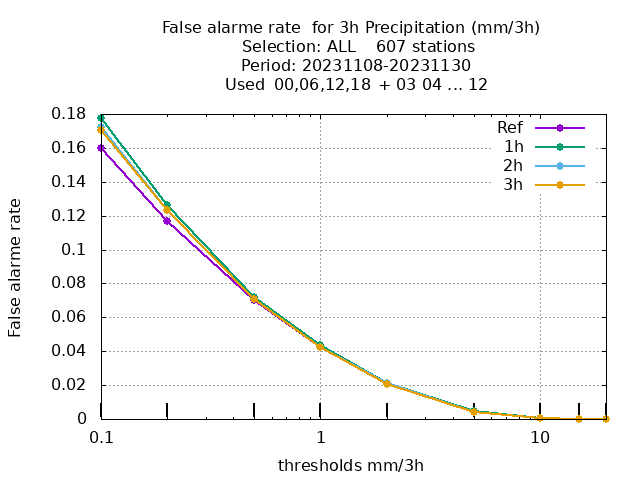 False alarme rate  for 3h Precipitation (mm/3h)
Selection: ALL    607 stations
Period: 20231108-20231130
Used  00,06,12,18  + 03 04 ... 12
Ref
1h
2h
3h
0.18
0.16
0.14
0.12
0.1
0.08
0.06
0.04
0.02
0
False alarme rate
0.1
1
10
thresholds mm/3h